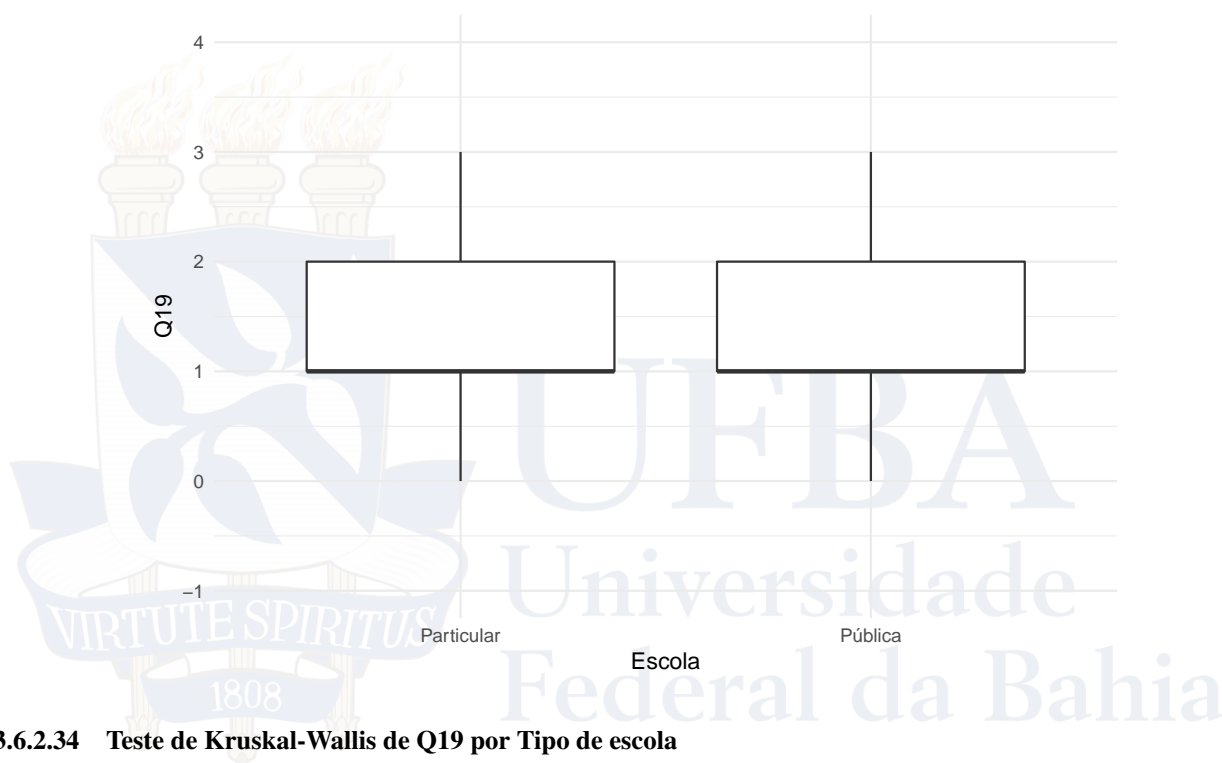 4
3
2
1
0
−1
Q19
Particular Pública
Escola
UFBA
Universidade
Federal da Bahia
VIRTUTE SPIRITUS
1808
3.6.2.34 Teste de Kruskal-Wallis de Q19 por Tipo de escola